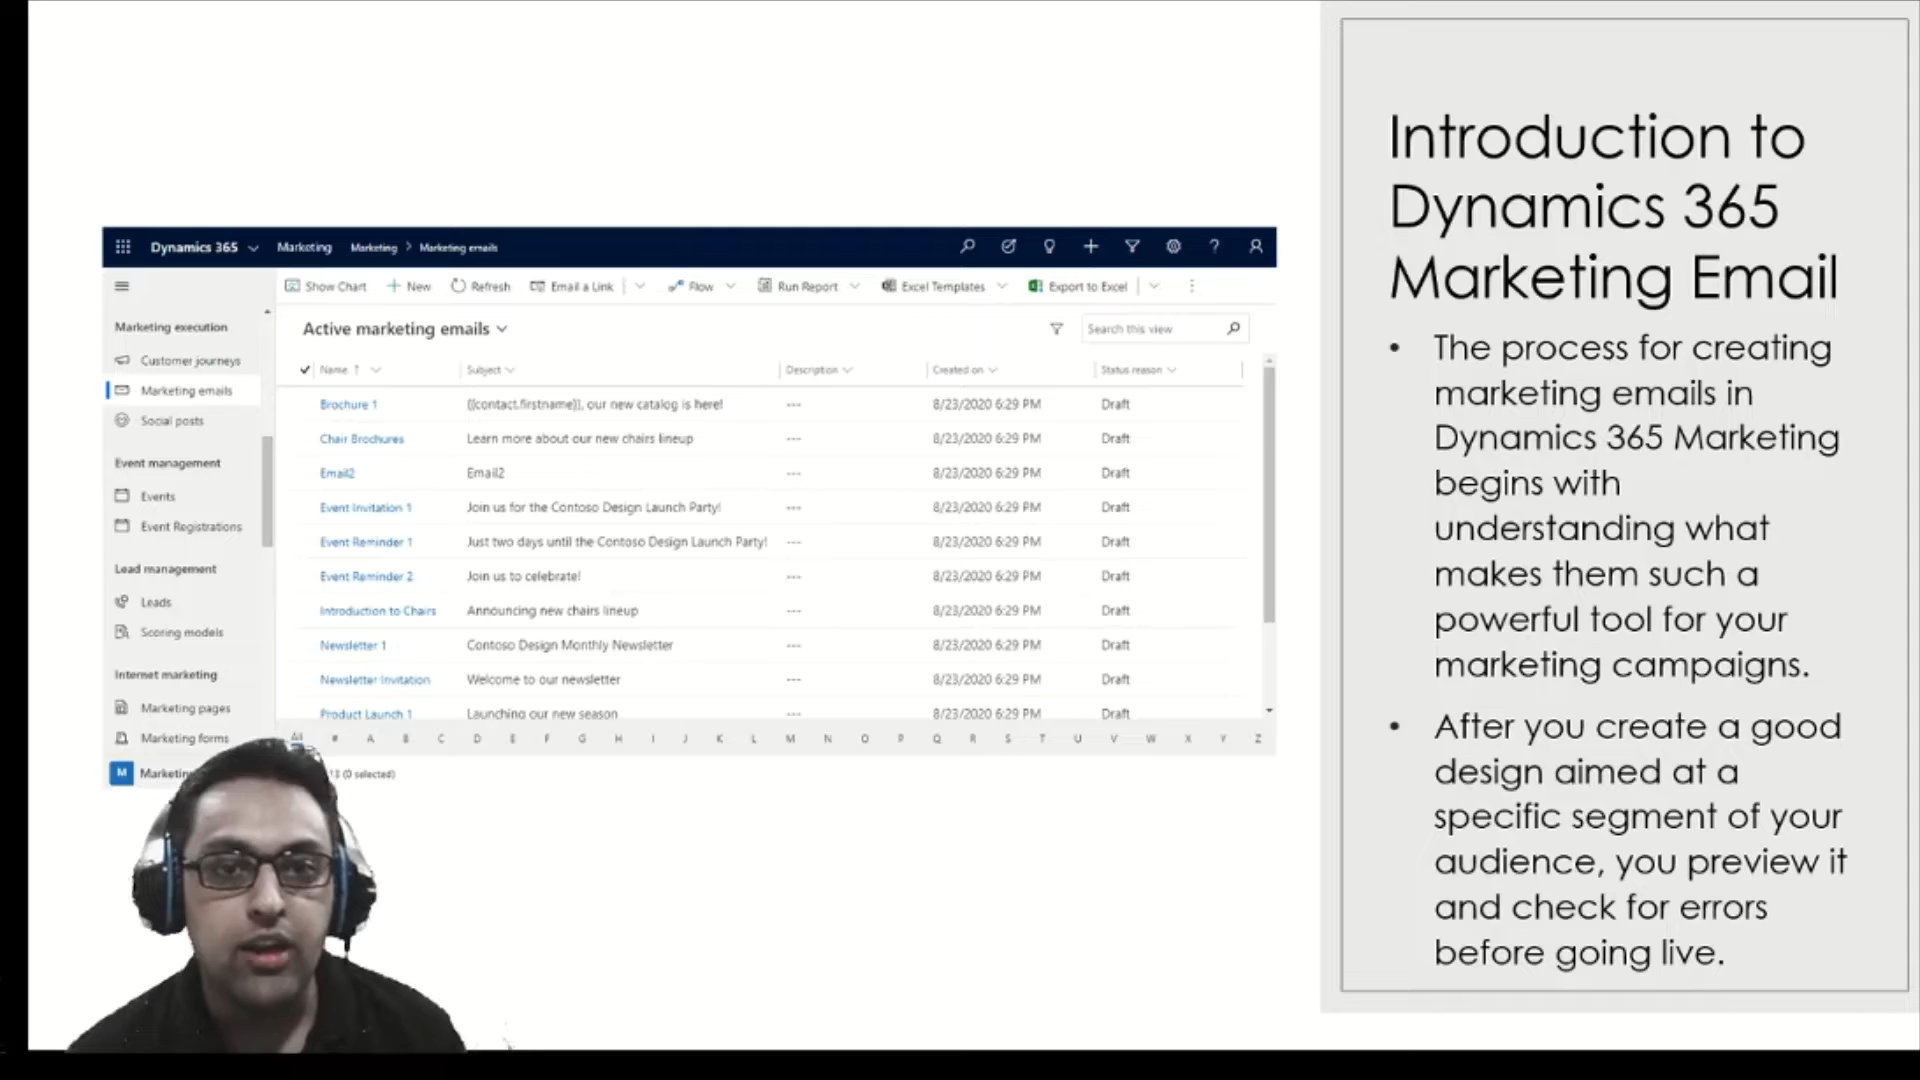 Dynamics 365 Marketing Marketing > Marketing emails
Show Chart New Refresh Email a Link Flow Run Report Excel Templates Export to Excel
Active marketing emails Search this view
Name Subject Description Created on Status reason
Brochure 1 {{contact.firstname}}, our new catalog is here! --- 8/23/2020 6:29 PM Draft
Chair Brochures Learn more about our new chairs lineup --- 8/23/2020 6:29 PM Draft
Email2 Email2 --- 8/23/2020 6:29 PM Draft
Event Invitation 1 Join us for the Contoso Design Launch Party! --- 8/23/2020 6:29 PM Draft
Event Reminder 1 Just two days until the Contoso Design Launch Party! --- 8/23/2020 6:29 PM Draft
Event Reminder 2 Join us to celebrate! --- 8/23/2020 6:29 PM Draft
Introduction to Chairs Announcing new chairs lineup --- 8/23/2020 6:29 PM Draft
Newsletter 1 Contoso Design Monthly Newsletter --- 8/23/2020 6:29 PM Draft
Newsletter Invitation Welcome to our newsletter --- 8/23/2020 6:29 PM Draft
Product Launch 1 Launching our new season --- 8/23/2020 6:29 PM Draft
All # A B C D E F G H I J K L M N O P Q R S T U V W X Y Z
(0 selected)
Marketing execution
Customer journeys
Marketing emails
Social posts
Event management
Events
Event Registrations
Lead management
Leads
Scoring models
Internet marketing
Marketing pages
Marketing forms
M Marketin
Introduction to
Dynamics 365
Marketing Email
• The process for creating
marketing emails in
Dynamics 365 Marketing
begins with
understanding what
makes them such a
powerful tool for your
marketing campaigns.
• After you create a good
design aimed at a
specific segment of your
audience, you preview it
and check for errors
before going live.